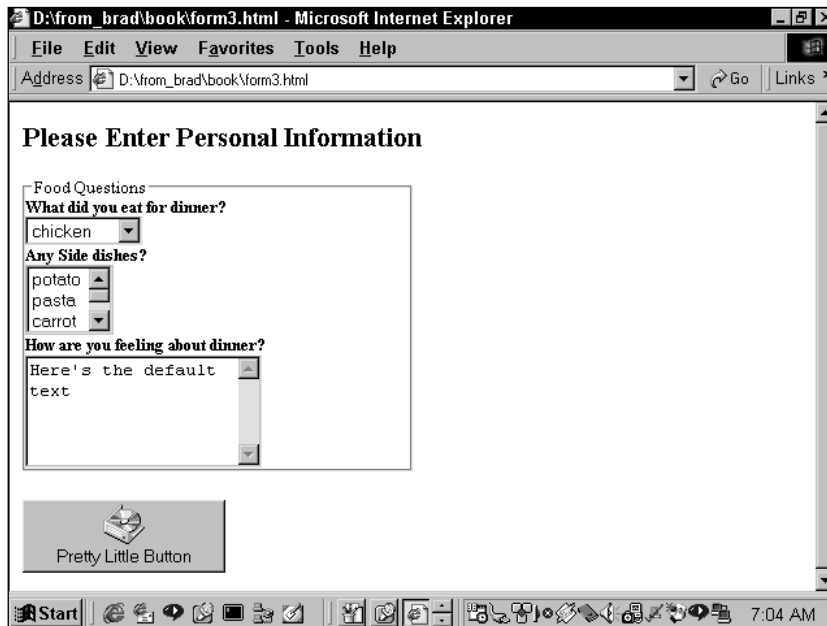 D:\from_brad\book\form3.html - Microsoft Internet Explorer
File Edit View Favorites Tools Help
Address D:\from_brad\book\form3.html Go Links
Please Enter Personal Information
Food Questions
What did you eat for dinner?
chicken
Any Side dishes?
potato
pasta
carrot
How are you feeling about dinner?
Here's the default
text
Pretty Little Button
Start 7:04 AM